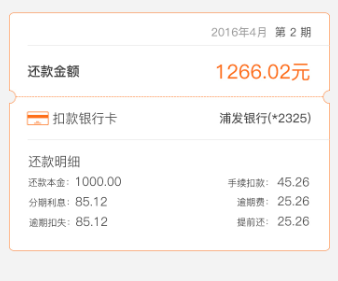 2016年4月 第 2 期
还款金额 1266.02元
扣款银行卡 浦发银行(*2325)
还款明细
还款本金: 1000.00 手续扣款: 45.26
分期利息: 85.12 逾期费: 25.26
逾期扣失: 85.12 提前还: 25.26